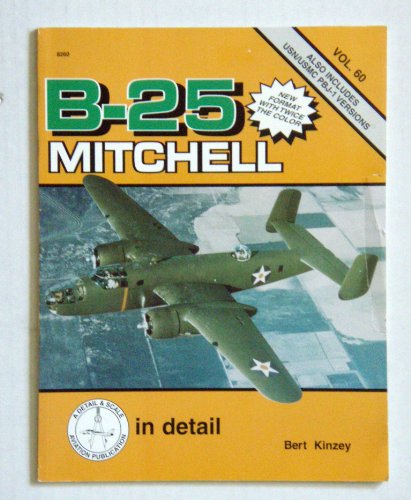 8260
VOL. 60
ALSO INCLUDES
USN/USMC PBJ-1 VERSIONS
B-25
NEW
FORMAT
WITH TWICE
THE COLOR
MITCHELL
A DETAIL & SCALE
AVIATION PUBLICATION
in detail
Bert Kinzey